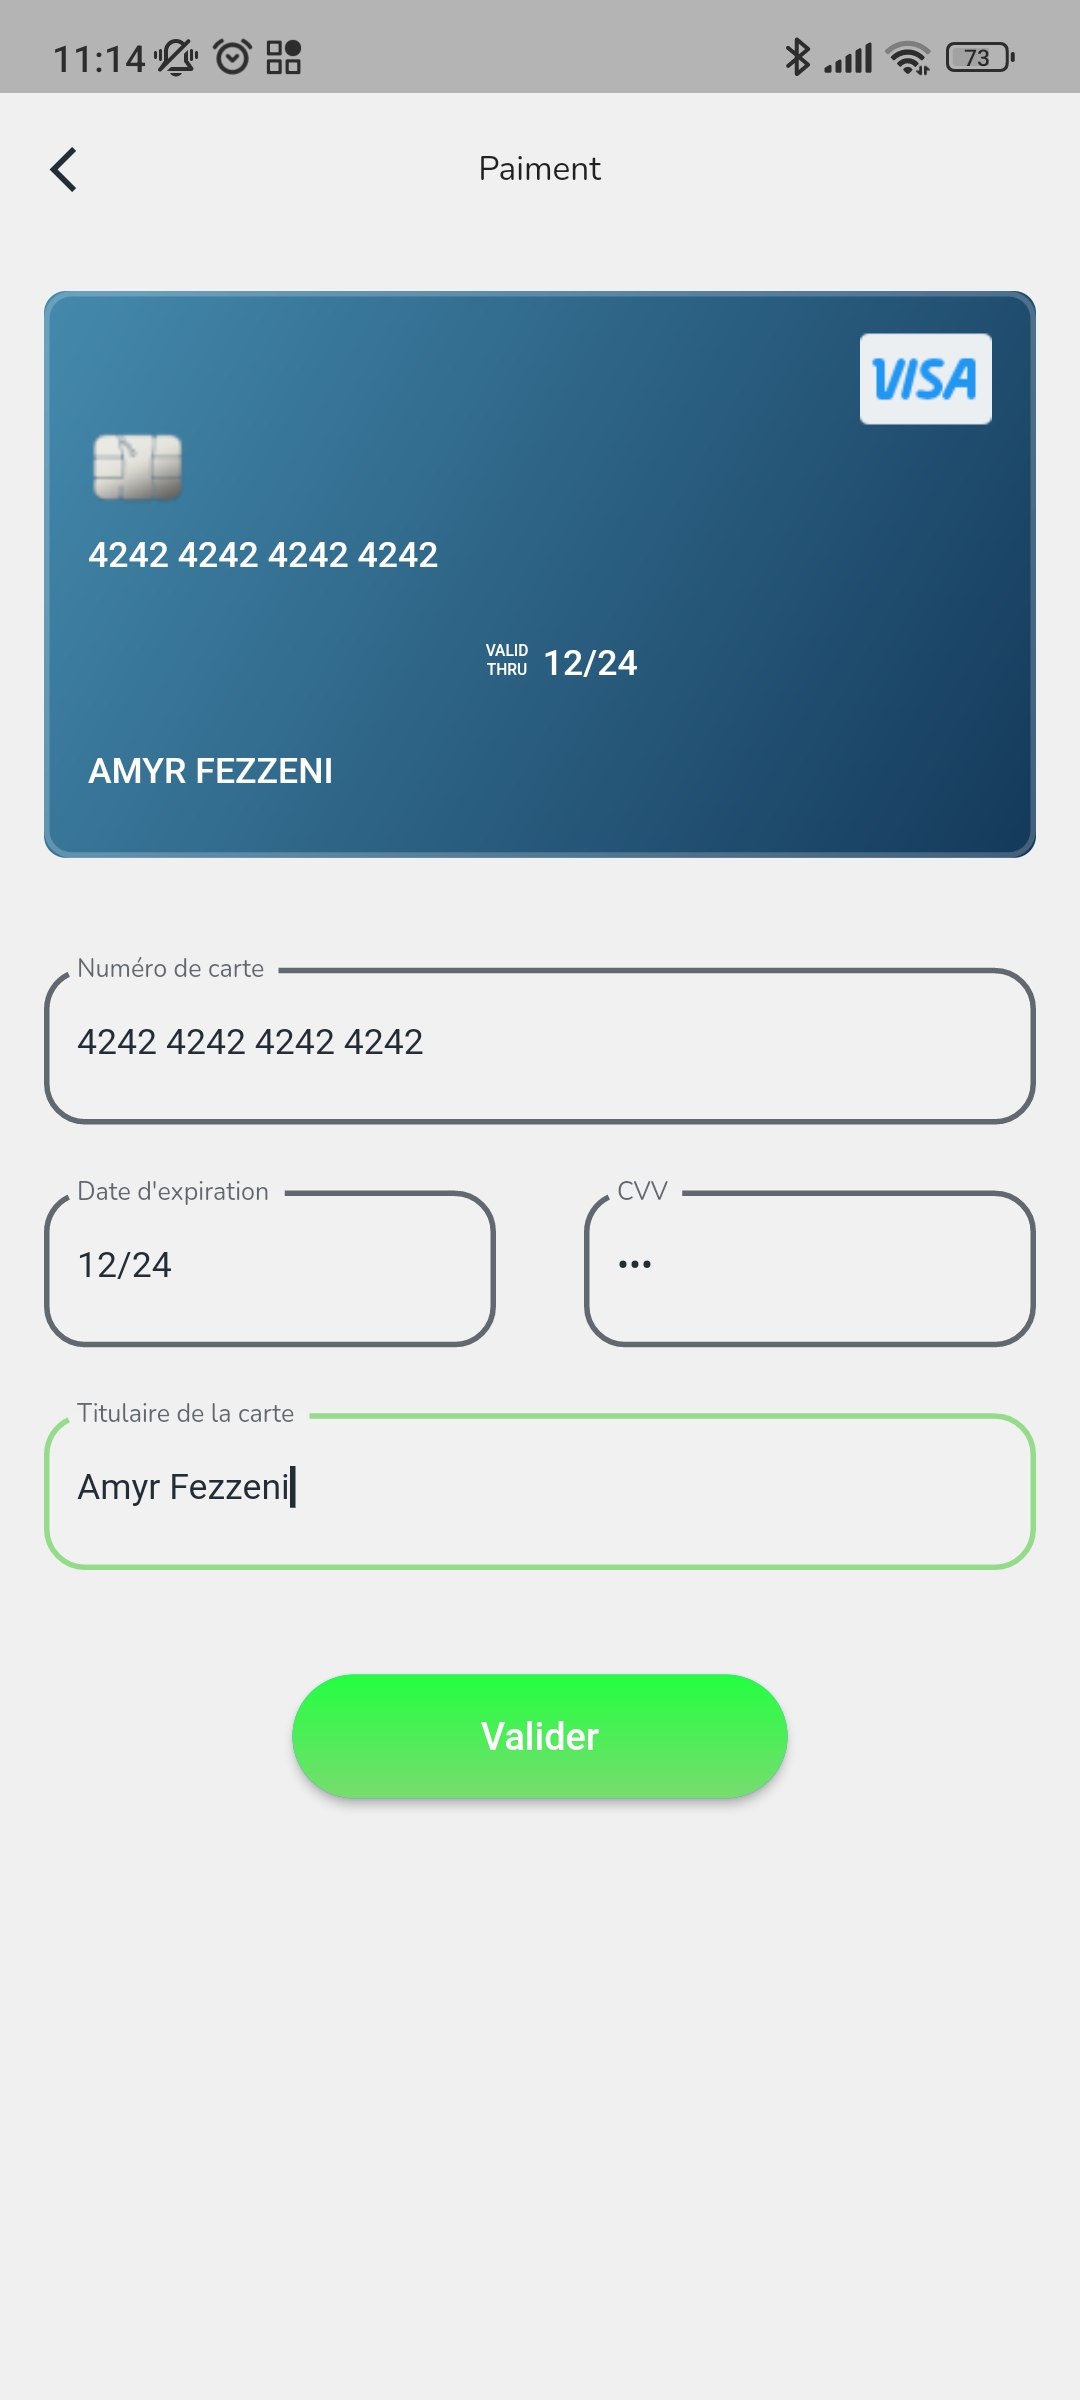 11:14
73
Paiment
VISA
4242 4242 4242 4242
VALID
THRU 12/24
AMYR FEZZENI
Numéro de carte
4242 4242 4242 4242
Date d'expiration CVV
12/24 •••
Titulaire de la carte
Amyr Fezzeni
Valider